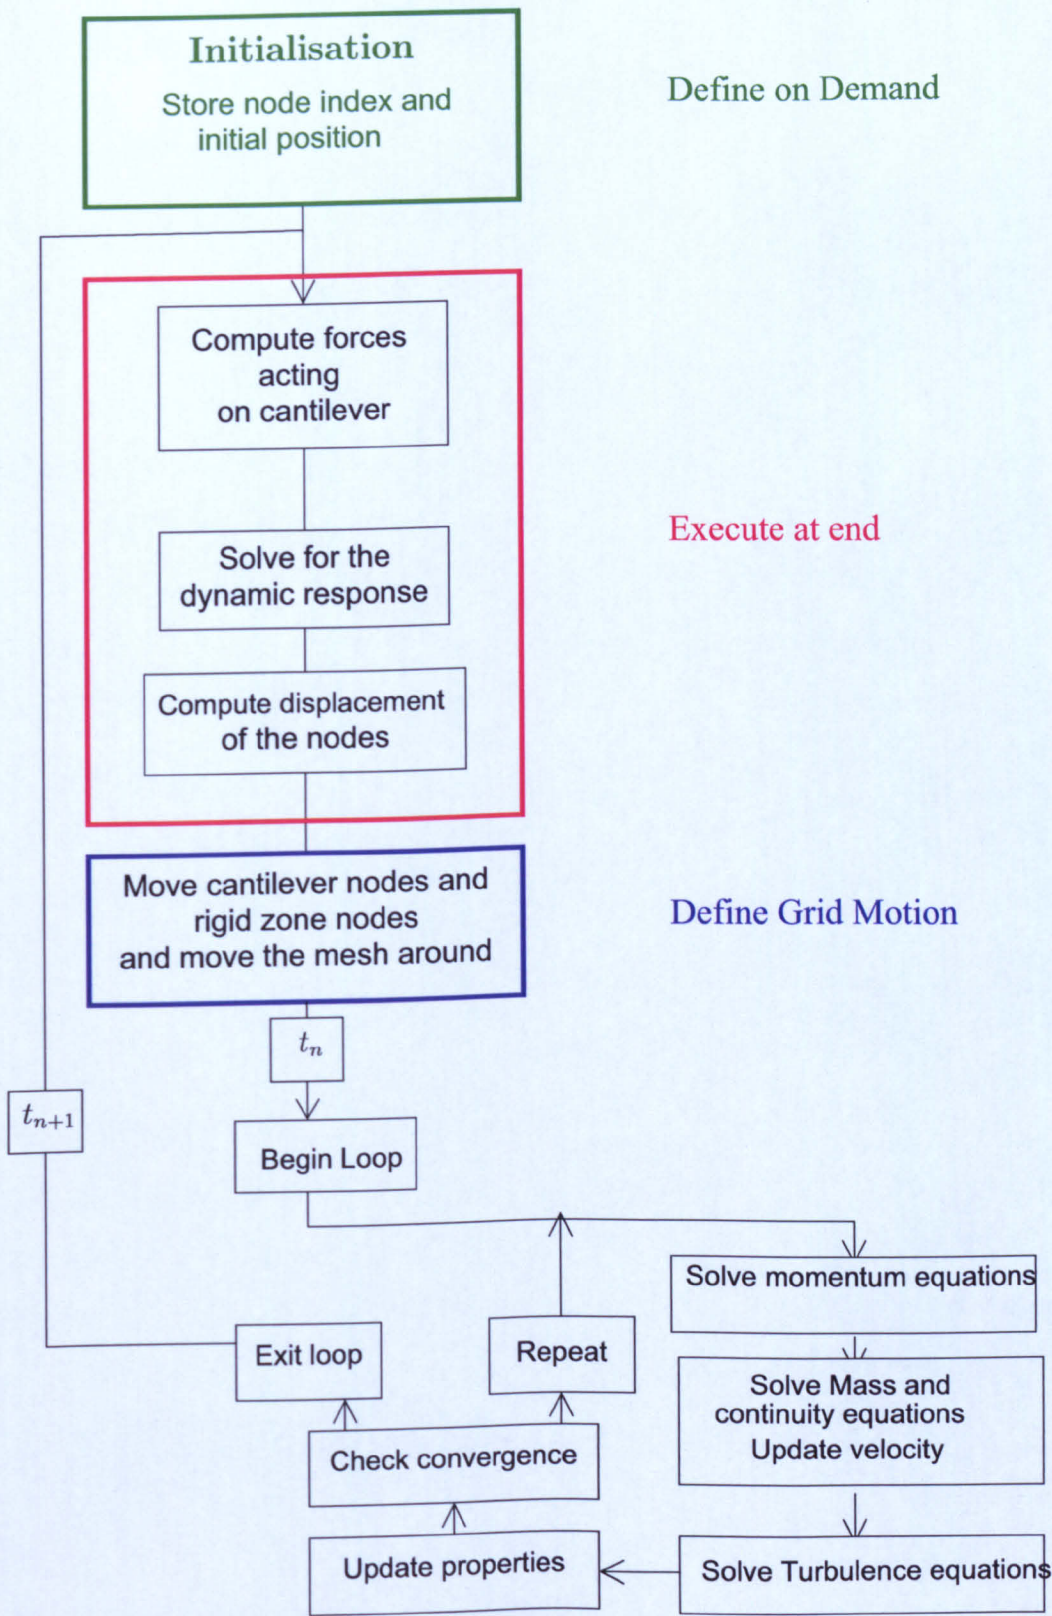 Initialisation
Store node index and
initial position
Define on Demand
Compute forces
acting
on cantilever
Solve for the
dynamic response
Execute at end
Compute displacement
of the nodes
Move cantilever nodes and
rigid zone nodes
and move the mesh around
Define Grid Motion
t_n
t_{n+1}
Begin Loop
Solve momentum equations
Exit loop
Repeat
Solve Mass and
continuity equations
Update velocity
Check convergence
Update properties
Solve Turbulence equations